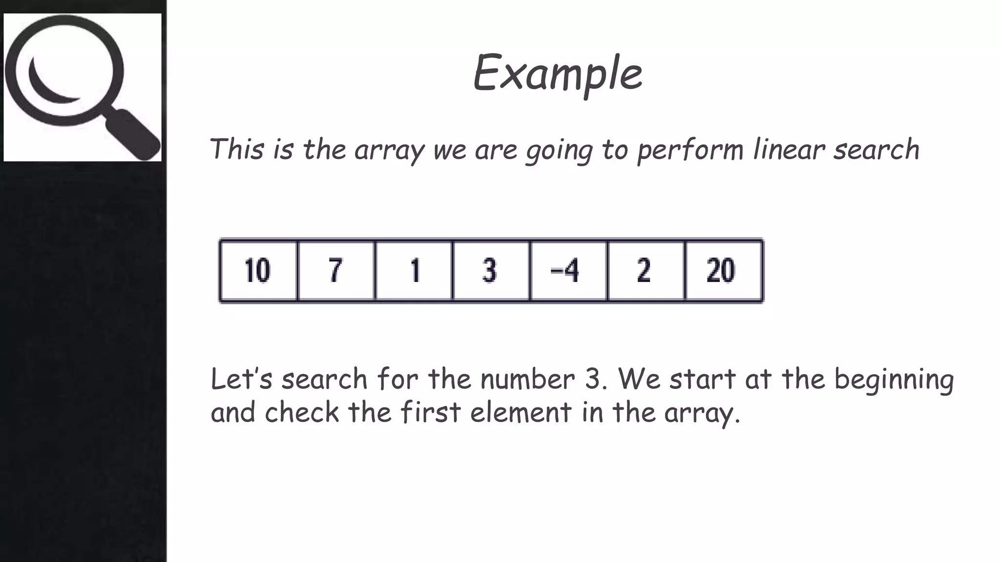 Example
This is the array we are going to perform linear search
10 7 1 3 -4 2 20
Let’s search for the number 3. We start at the beginning
and check the first element in the array.